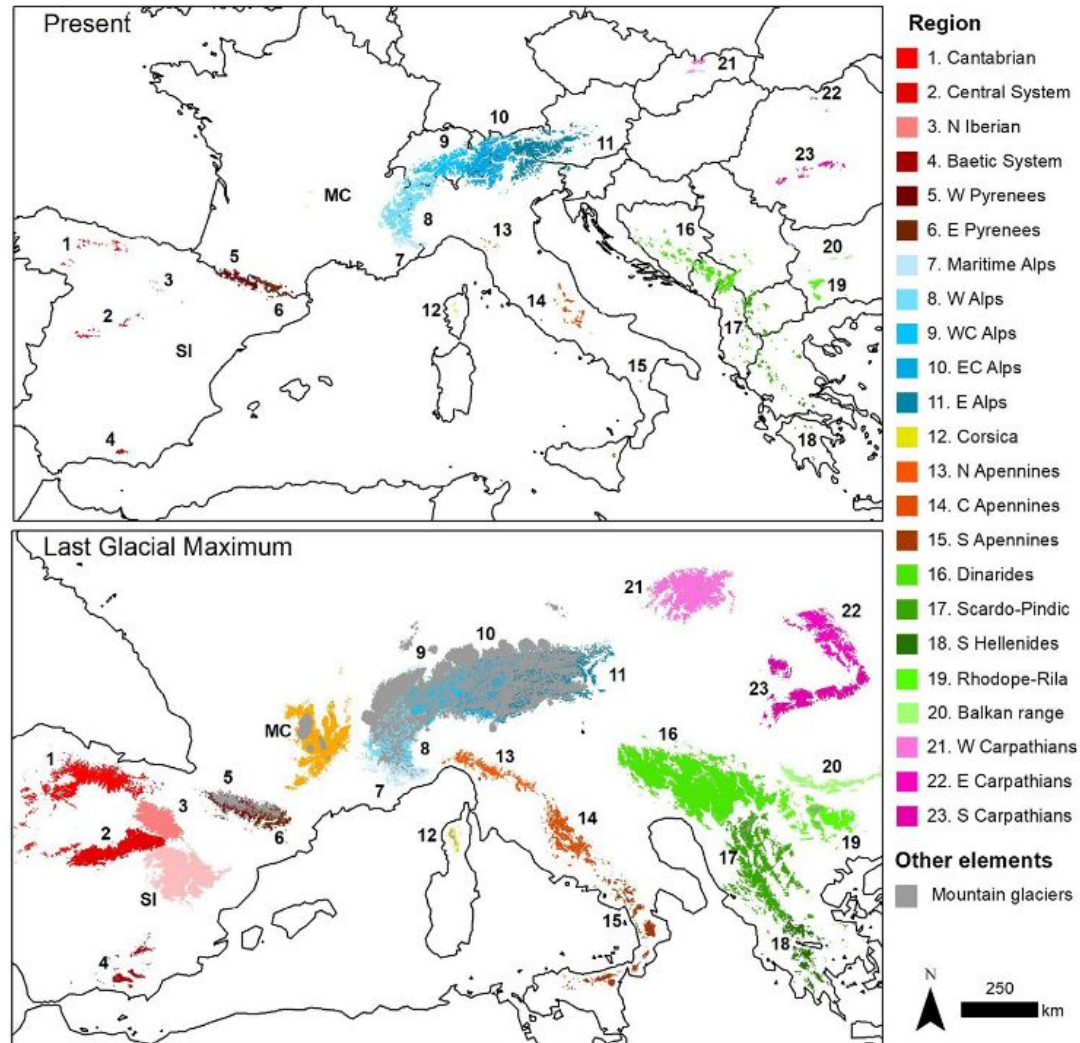 Present
21
22
10
9
11
23
MC
8
13
16
20
1
7
5
3
19
14
12
6
2
17
SI
15
4
18
Last Glacial Maximum
21
22
10
9
11
23
MC
8
16
13
20
1
7
5
3
14
2
6
12
19
17
SI
15
18
4
Region
1. Cantabrian
2. Central System
3. N Iberian
4. Baetic System
5. W Pyrenees
6. E Pyrenees
7. Maritime Alps
8. W Alps
9. WC Alps
10. EC Alps
11. E Alps
12. Corsica
13. N Apennines
14. C Apennines
15. S Apennines
16. Dinarides
17. Scardo-Pindic
18. S Hellenides
19. Rhodope-Rila
20. Balkan range
21. W Carpathians
22. E Carpathians
23. S Carpathians
Other elements
Mountain glaciers
N
250
km